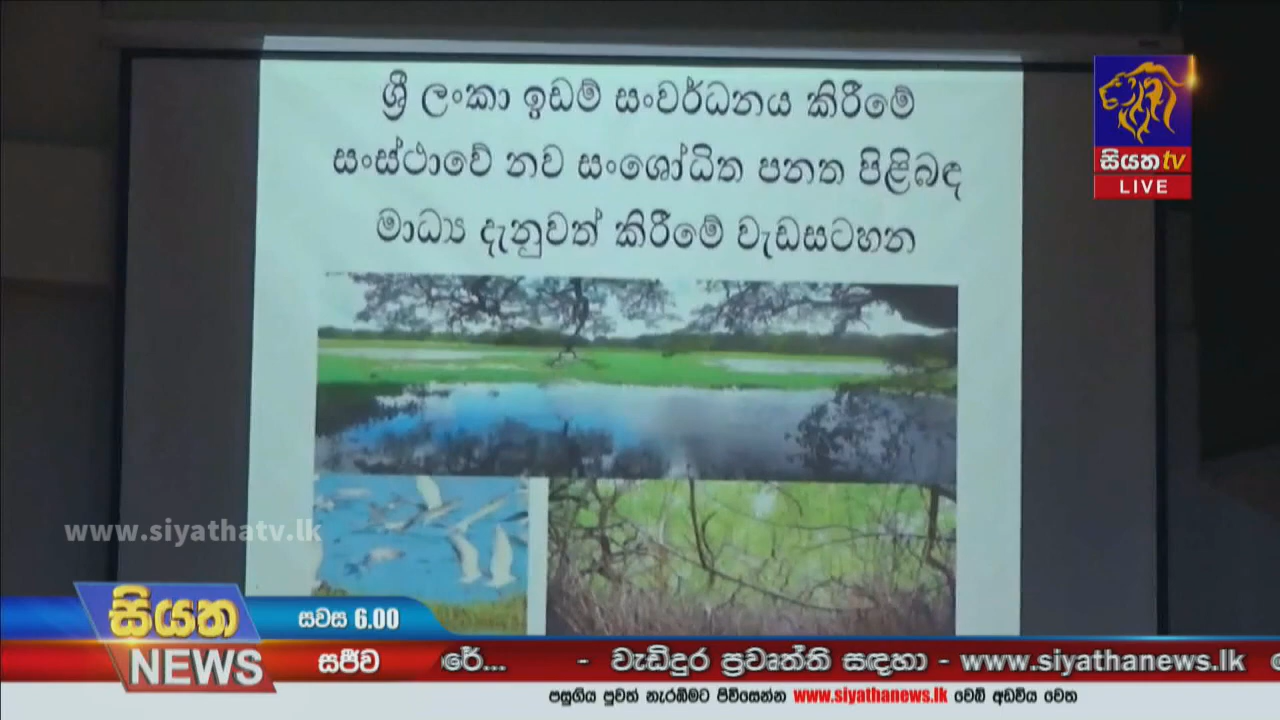 ශ්‍රී ලංකා ඉඩම් සංවර්ධනය කිරීමේ
සංස්ථාවේ නව සංශෝධිත පනත පිළිබඳ
මාධ්‍ය දැනුවත් කිරීමේ වැඩසටහන
සියත tv
LIVE
www.siyathatv.lk
සියත
NEWS
සවස 6.00
සජීව
රේ... - වැඩිදුර ප්‍රවෘත්ති සඳහා - www.siyathanews.lk
පසුගිය පුවත් නැරඹීමට පිවිසෙන්න www.siyathanews.lk වෙබ් අඩවිය වෙත